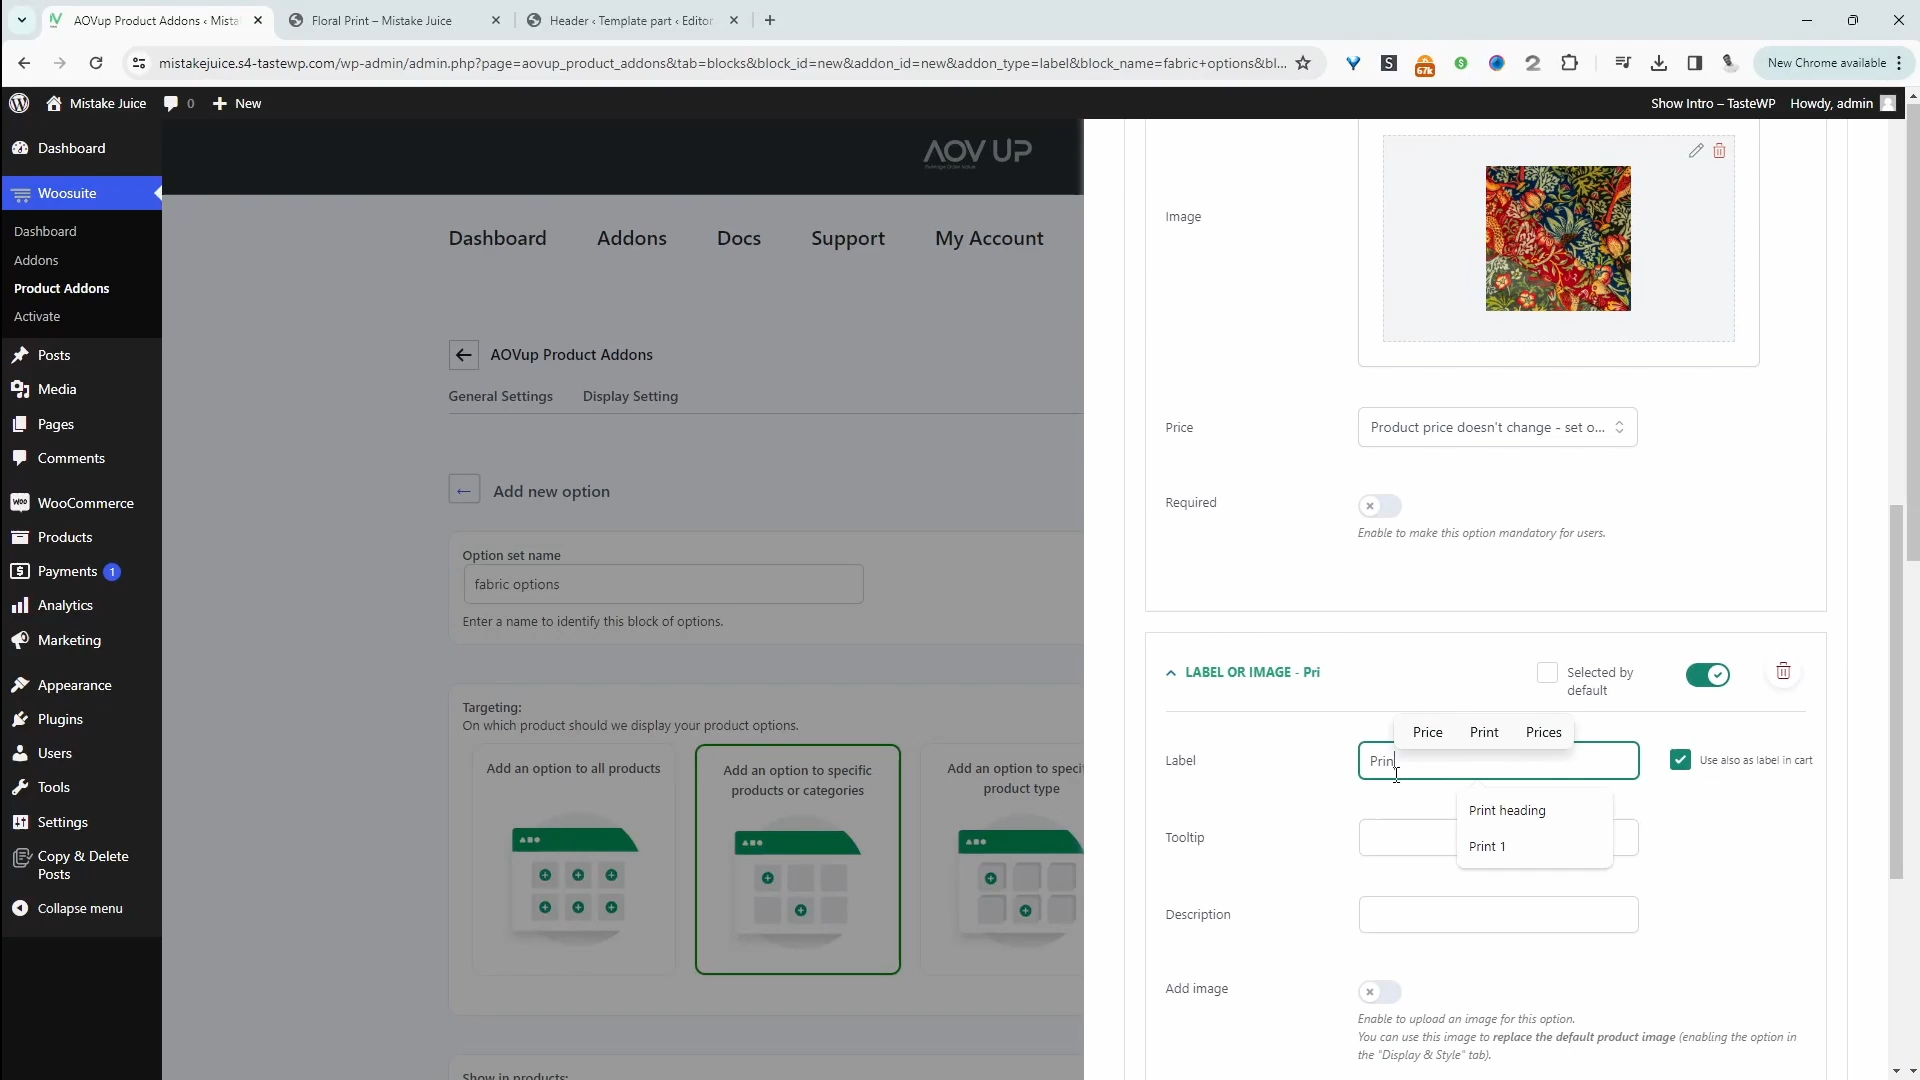 AOVup Product Addons ‹ Mista
Floral Print – Mistake Juice
Header ‹ Template part ‹ Editor
mistakejuice.s4-tastewp.com/wp-admin/admin.php?page=aovup_product_addons&tab=blocks&block_id=new&addon_id=new&addon_type=label&block_name=fabric+options&bl...
67k
New Chrome available
Mistake Juice
0
New
Show Intro – TasteWP
Howdy, admin
Dashboard
Woosuite
Dashboard
Addons
Product Addons
Activate
Posts
Media
Pages
Comments
WooCommerce
Products
Payments 1
Analytics
Marketing
Appearance
Plugins
Users
Tools
Settings
Copy & Delete
Posts
Collapse menu
AOV UP
Dashboard
Addons
Docs
Support
My Account
AOVup Product Addons
General Settings
Display Setting
Add new option
Option set name
fabric options
Enter a name to identify this block of options.
Targeting:
On which product should we display your product options.
Add an option to all products
Add an option to specific
products or categories
Add an option to speci
product type
Show in products:
Image
Price
Product price doesn't change - set o...
Required
Enable to make this option mandatory for users.
LABEL OR IMAGE - Pri
Selected by
default
Price
Print
Prices
Label
Prin
Use also as label in cart
Print heading
Print 1
Tooltip
Description
Add image
Enable to upload an image for this option.
You can use this image to replace the default product image (enabling the option in
the "Display & Style" tab).